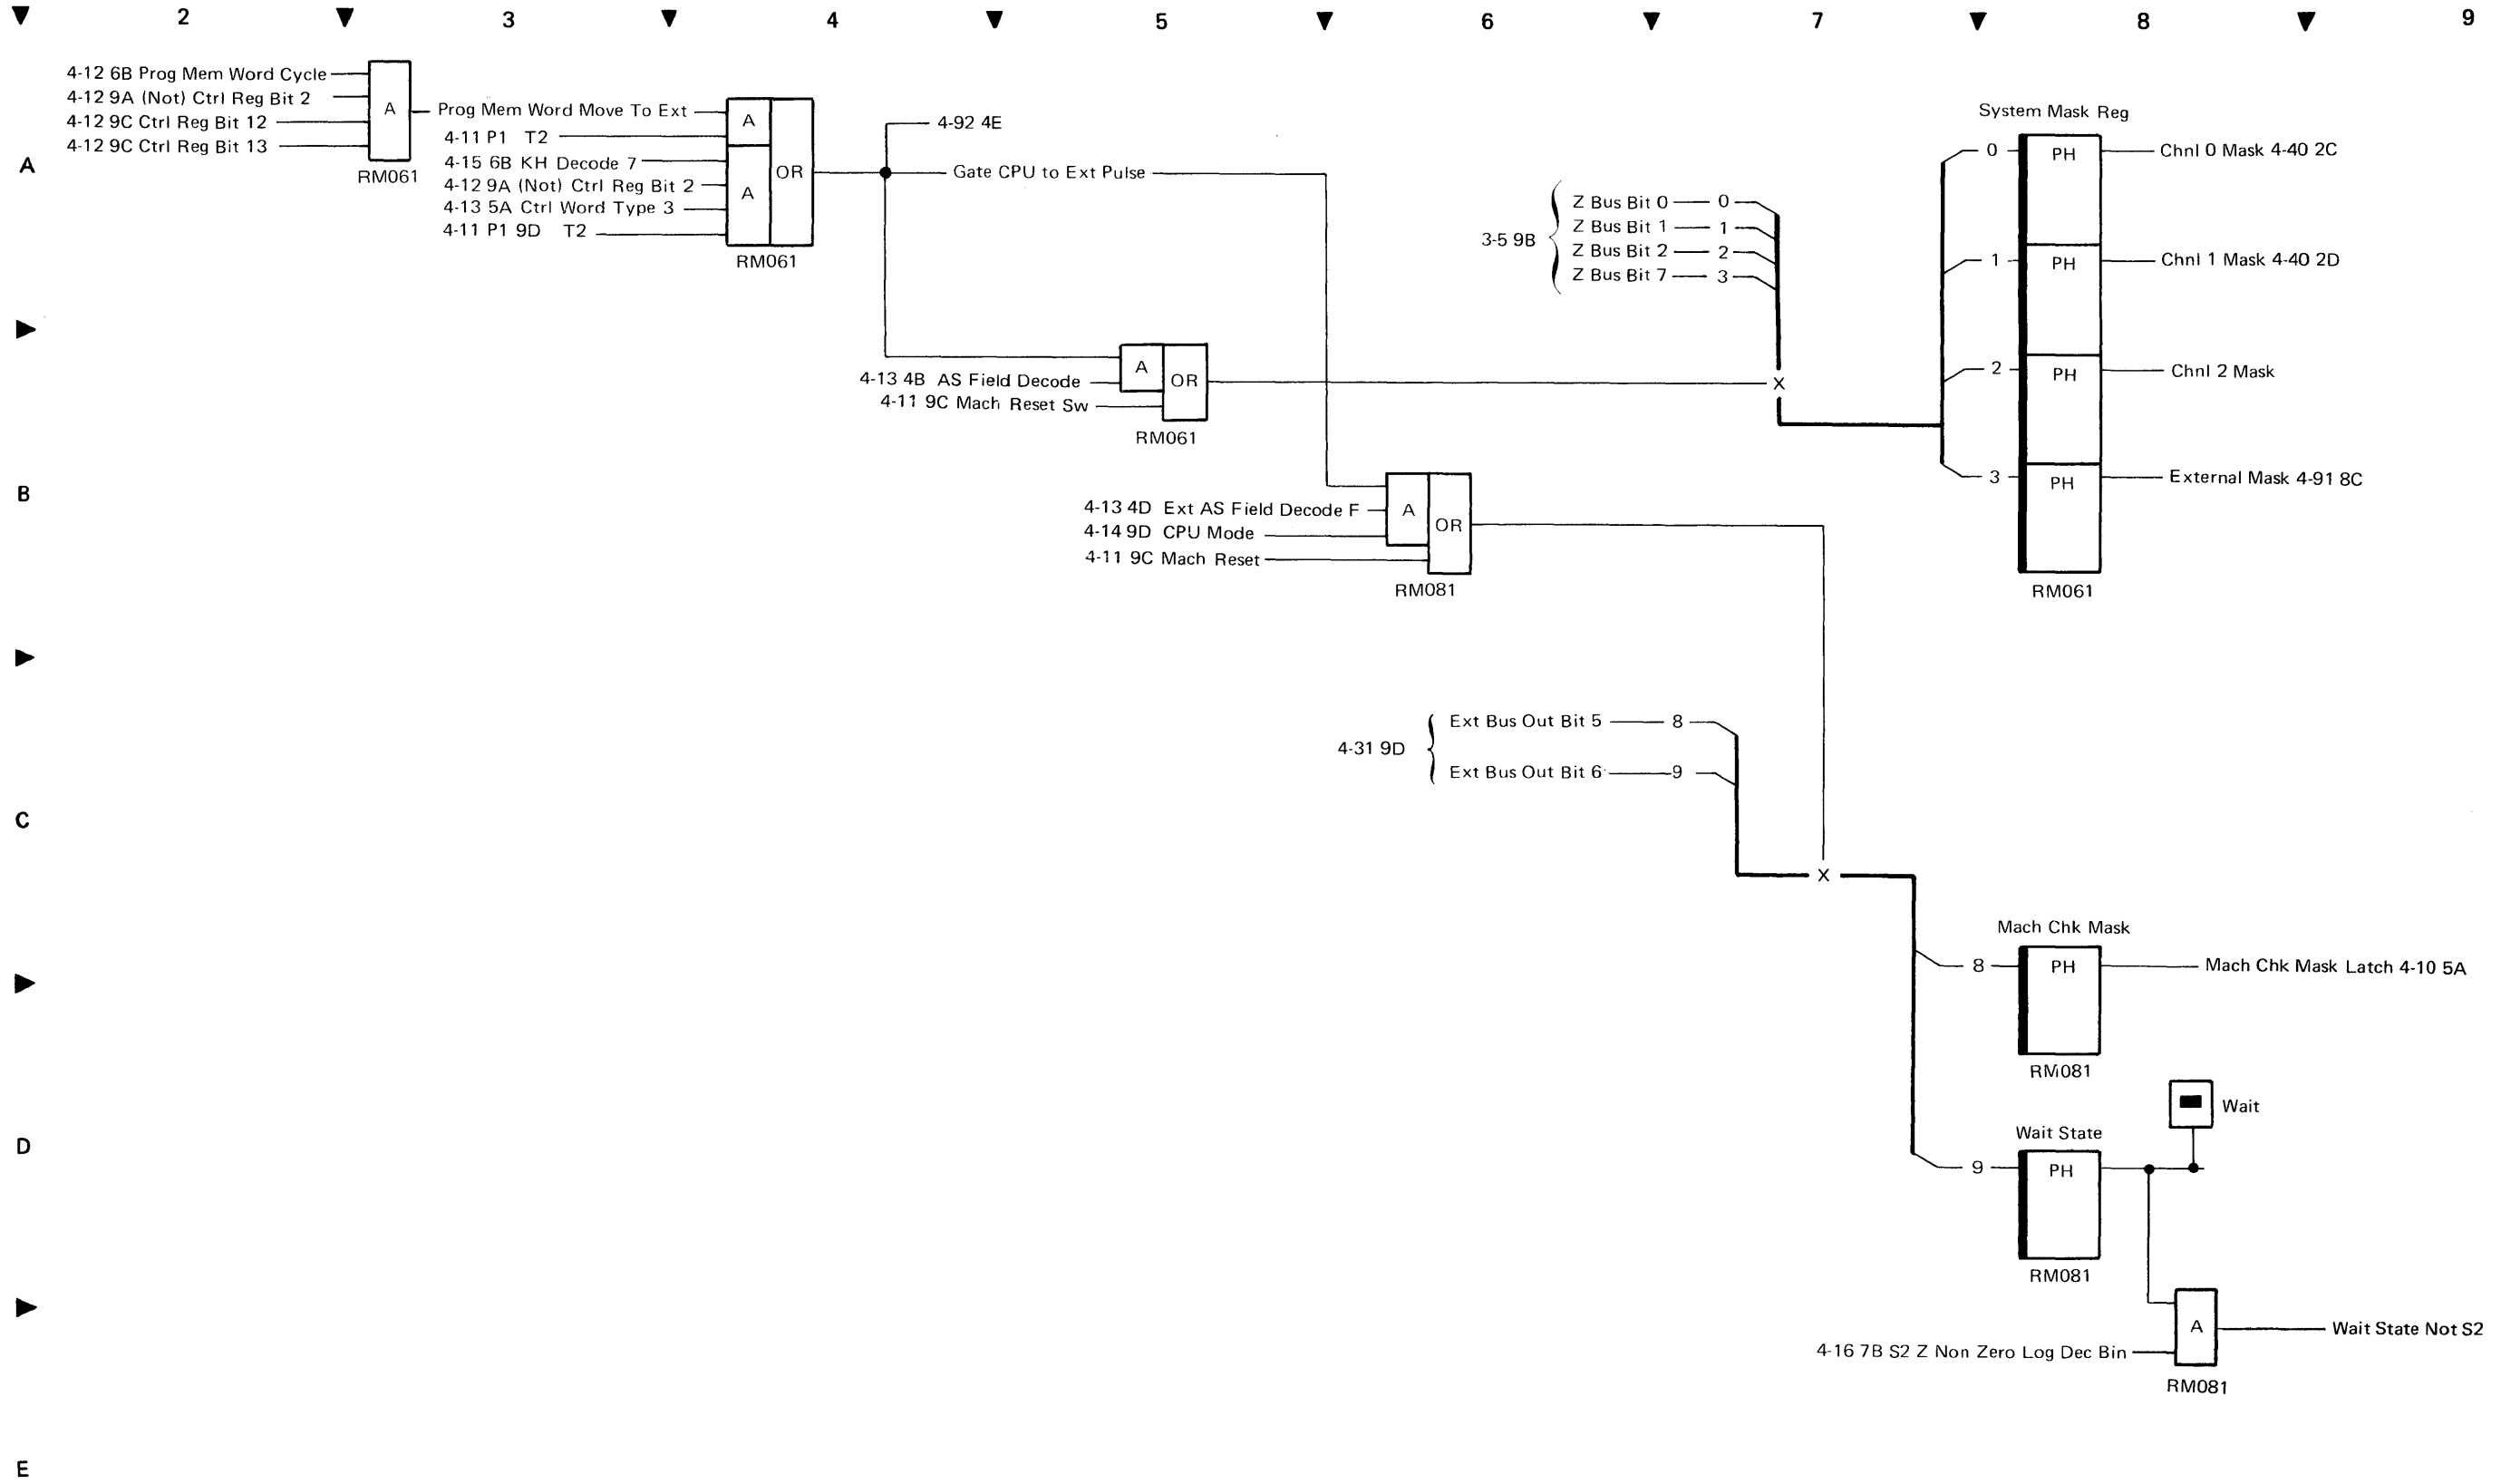 2 3 4 5 6 7 8 9
4-12 6B Prog Mem Word Cycle
4-12 9A (Not) Ctrl Reg Bit 2
4-12 9C Ctrl Reg Bit 12
4-12 9C Ctrl Reg Bit 13
A
RM061
Prog Mem Word Move To Ext
4-11 P1 T2
4-15 6B KH Decode 7
4-12 9A (Not) Ctrl Reg Bit 2
4-13 5A Ctrl Word Type 3
4-11 P1 9D T2
A
A
OR
RM061
4-92 4E
Gate CPU to Ext Pulse
A
3-5 9B
Z Bus Bit 0 0
Z Bus Bit 1 1
Z Bus Bit 2 2
Z Bus Bit 7 3
System Mask Reg
0 PH Chnl 0 Mask 4-40 2C
1 PH Chnl 1 Mask 4-40 2D
2 PH Chnl 2 Mask
3 PH External Mask 4-91 8C
RM061
4-13 4B AS Field Decode
4-11 9C Mach Reset Sw
A
OR
RM061
X
B
4-13 4D Ext AS Field Decode F
4-14 9D CPU Mode
4-11 9C Mach Reset
A
OR
RM081
4-31 9D
Ext Bus Out Bit 5 8
Ext Bus Out Bit 6 9
C
X
Mach Chk Mask
8 PH Mach Chk Mask Latch 4-10 5A
RM081
Wait
D
Wait State
9 PH
RM081
A
Wait State Not S2
4-16 7B S2 Z Non Zero Log Dec Bin
RM081
E